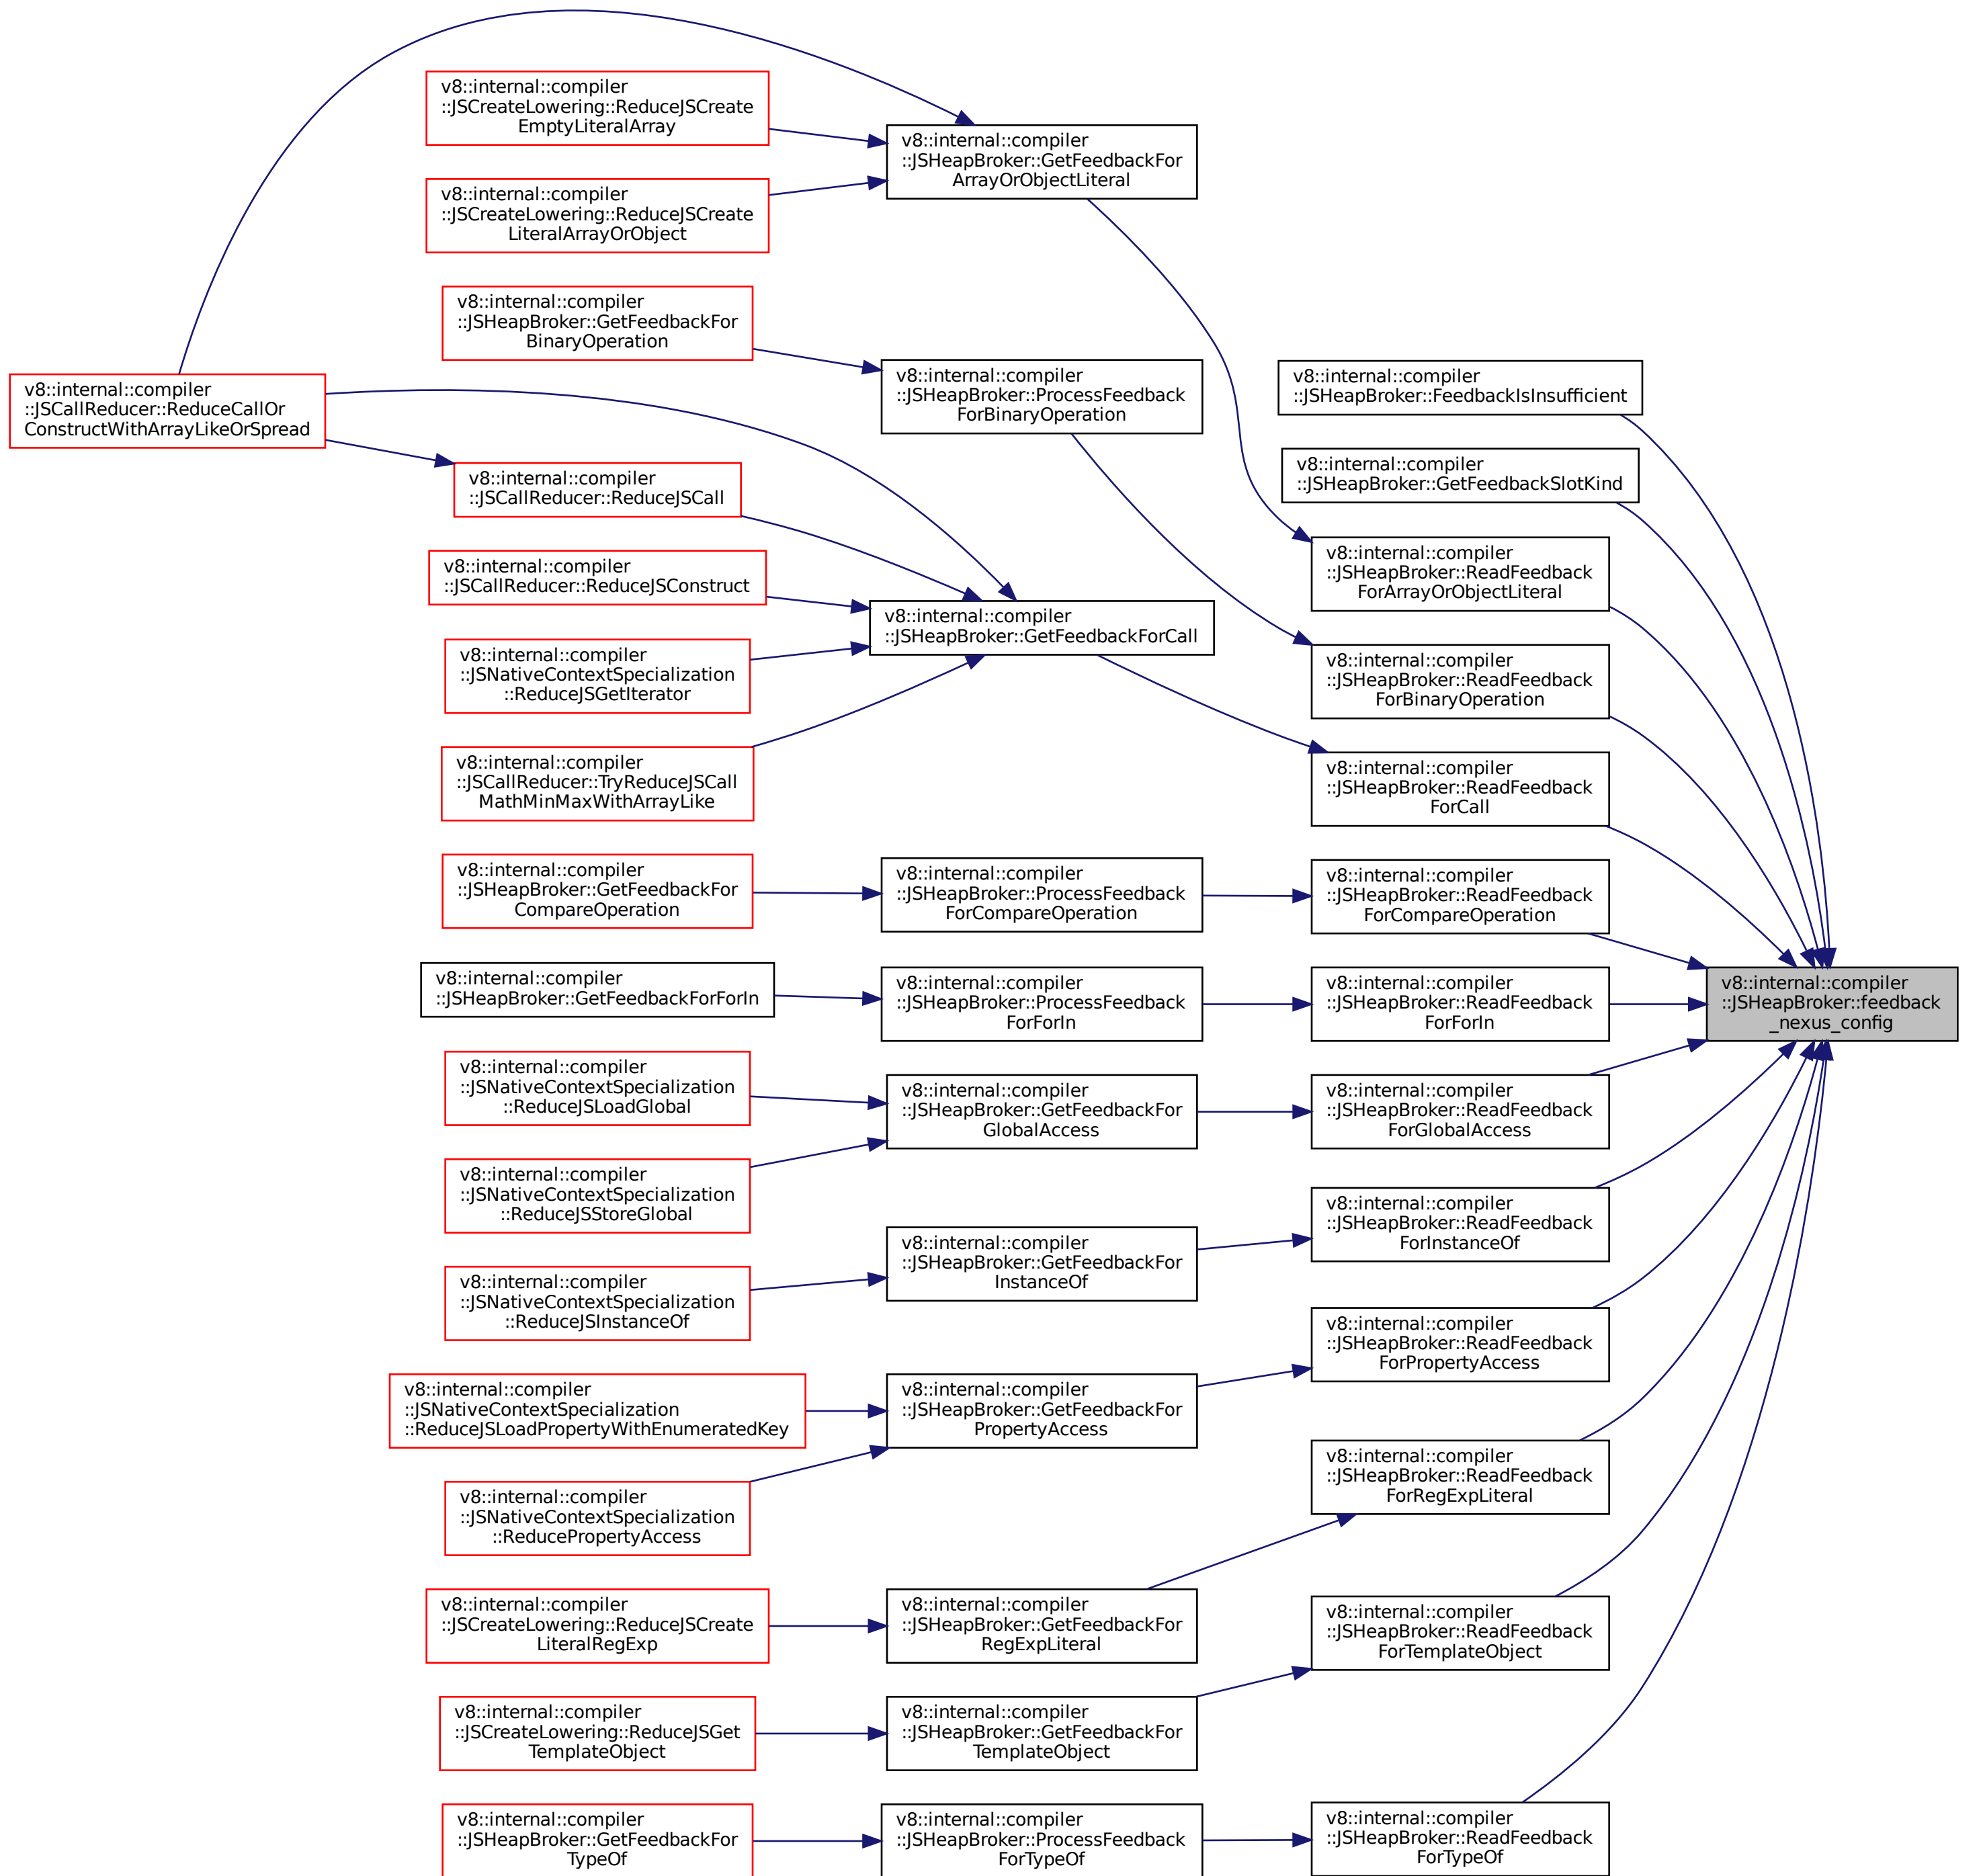 v8::internal::compiler
::JSCallReducer::ReduceCallOr
ConstructWithArrayLikeOrSpread
v8::internal::compiler
::JSCreateLowering::ReduceJSCreate
EmptyLiteralArray
v8::internal::compiler
::JSCreateLowering::ReduceJSCreate
LiteralArrayOrObject
v8::internal::compiler
::JSHeapBroker::GetFeedbackFor
BinaryOperation
v8::internal::compiler
::JSCallReducer::ReduceJSCall
v8::internal::compiler
::JSCallReducer::ReduceJSConstruct
v8::internal::compiler
::JSNativeContextSpecialization
::ReduceJSGetIterator
v8::internal::compiler
::JSCallReducer::TryReduceJSCall
MathMinMaxWithArrayLike
v8::internal::compiler
::JSHeapBroker::GetFeedbackFor
CompareOperation
v8::internal::compiler
::JSHeapBroker::GetFeedbackForForIn
v8::internal::compiler
::JSNativeContextSpecialization
::ReduceJSLoadGlobal
v8::internal::compiler
::JSNativeContextSpecialization
::ReduceJSStoreGlobal
v8::internal::compiler
::JSNativeContextSpecialization
::ReduceJSInstanceOf
v8::internal::compiler
::JSNativeContextSpecialization
::ReduceJSLoadPropertyWithEnumeratedKey
v8::internal::compiler
::JSNativeContextSpecialization
::ReducePropertyAccess
v8::internal::compiler
::JSCreateLowering::ReduceJSCreate
LiteralRegExp
v8::internal::compiler
::JSCreateLowering::ReduceJSGet
TemplateObject
v8::internal::compiler
::JSHeapBroker::GetFeedbackFor
TypeOf
v8::internal::compiler
::JSHeapBroker::GetFeedbackFor
ArrayOrObjectLiteral
v8::internal::compiler
::JSHeapBroker::ProcessFeedback
ForBinaryOperation
v8::internal::compiler
::JSHeapBroker::GetFeedbackForCall
v8::internal::compiler
::JSHeapBroker::ProcessFeedback
ForCompareOperation
v8::internal::compiler
::JSHeapBroker::ProcessFeedback
ForForIn
v8::internal::compiler
::JSHeapBroker::GetFeedbackFor
GlobalAccess
v8::internal::compiler
::JSHeapBroker::GetFeedbackFor
InstanceOf
v8::internal::compiler
::JSHeapBroker::GetFeedbackFor
PropertyAccess
v8::internal::compiler
::JSHeapBroker::GetFeedbackFor
RegExpLiteral
v8::internal::compiler
::JSHeapBroker::GetFeedbackFor
TemplateObject
v8::internal::compiler
::JSHeapBroker::ProcessFeedback
ForTypeOf
v8::internal::compiler
::JSHeapBroker::FeedbackIsInsufficient
v8::internal::compiler
::JSHeapBroker::GetFeedbackSlotKind
v8::internal::compiler
::JSHeapBroker::ReadFeedback
ForArrayOrObjectLiteral
v8::internal::compiler
::JSHeapBroker::ReadFeedback
ForBinaryOperation
v8::internal::compiler
::JSHeapBroker::ReadFeedback
ForCall
v8::internal::compiler
::JSHeapBroker::ReadFeedback
ForCompareOperation
v8::internal::compiler
::JSHeapBroker::ReadFeedback
ForForIn
v8::internal::compiler
::JSHeapBroker::ReadFeedback
ForGlobalAccess
v8::internal::compiler
::JSHeapBroker::ReadFeedback
ForInstanceOf
v8::internal::compiler
::JSHeapBroker::ReadFeedback
ForPropertyAccess
v8::internal::compiler
::JSHeapBroker::ReadFeedback
ForRegExpLiteral
v8::internal::compiler
::JSHeapBroker::ReadFeedback
ForTemplateObject
v8::internal::compiler
::JSHeapBroker::ReadFeedback
ForTypeOf
v8::internal::compiler
::JSHeapBroker::feedback
_nexus_config